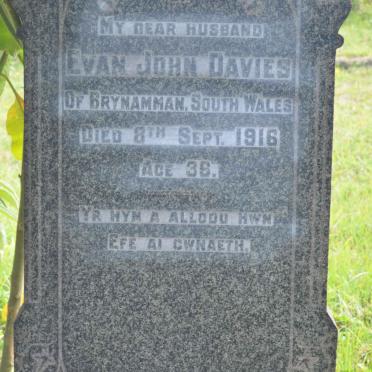 MY DEAR HUSBAND
EVAN JOHN DAVIES
OF BRYNAMMAN, SOUTH WALES
DIED 8TH SEPT. 1916
AGE 36.
YR HYN A ALLODD HWN
EFE AI GWNAETH.